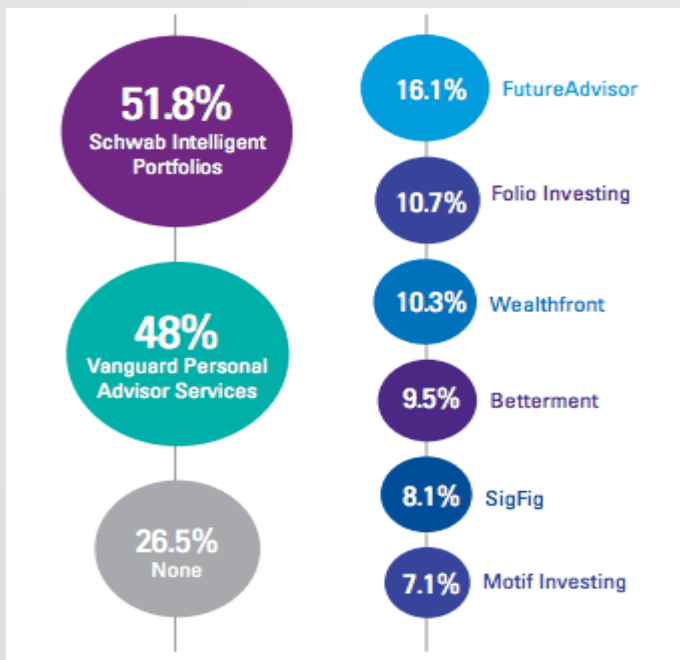 51.8%
Schwab Intelligent
Portfolios
48%
Vanguard Personal
Advisor Services
26.5%
None
16.1% FutureAdvisor
10.7% Folio Investing
10.3% Wealthfront
9.5% Betterment
8.1% SigFig
7.1% Motif Investing